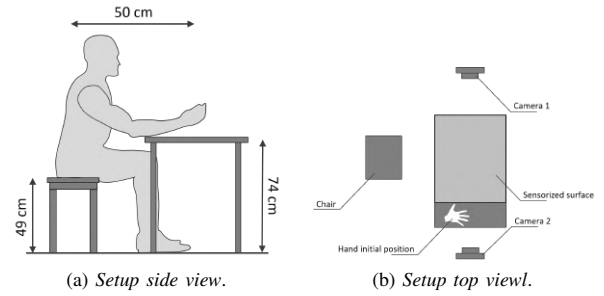 50 cm
49 cm
74 cm
(a) Setup side view.
Camera 1
Chair
Sensorized surface
Camera 2
Hand initial position
(b) Setup top viewl.